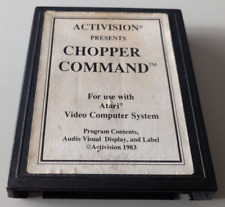 ACTIVISION®
PRESENTS
CHOPPER
COMMAND™
For use with
Atari®
Video Computer System
Program Contents,
Audio Visual Display, and Label
©Activision 1983